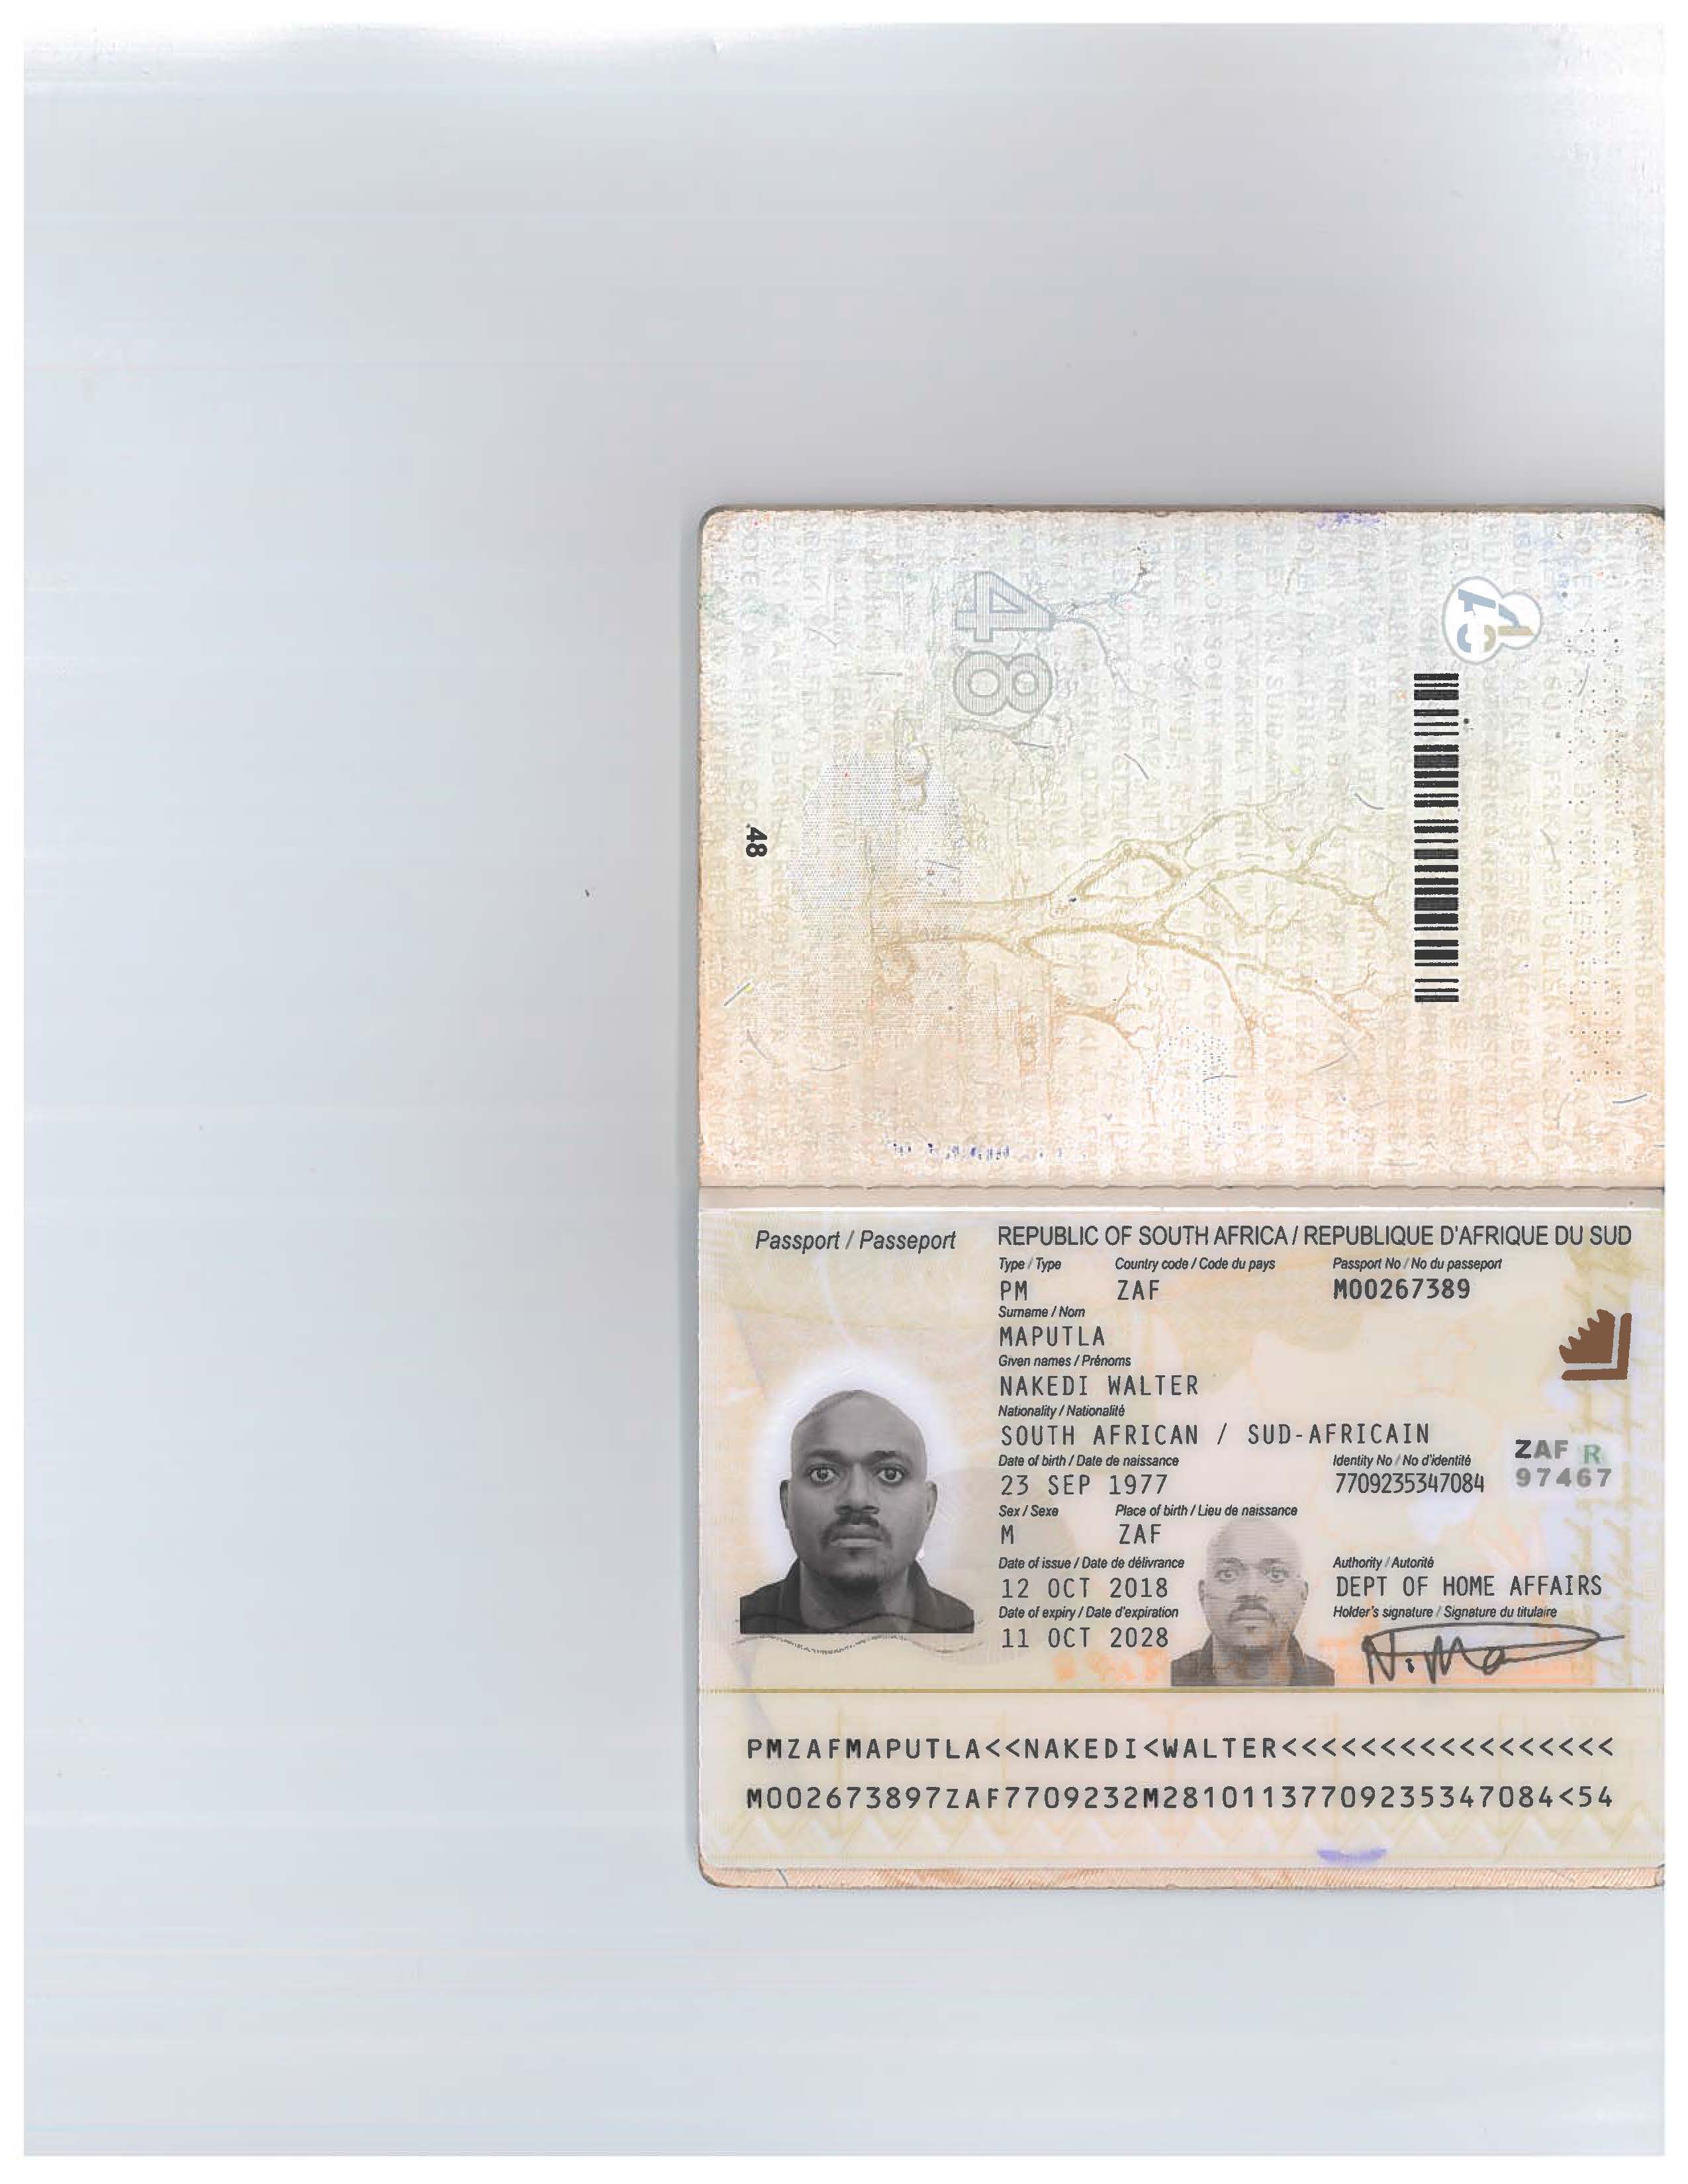 48
48
Passport / Passeport
REPUBLIC OF SOUTH AFRICA / REPUBLIQUE D'AFRIQUE DU SUD
Type / Type Country code / Code du pays Passport No / No du passeport
PM ZAF M00267389
Surname / Nom
MAPUTLA
Given names / Prénoms
NAKEDI WALTER
Nationality / Nationalité
SOUTH AFRICAN / SUD-AFRICAIN
Date of birth / Date de naissance Identity No / No d'identité
23 SEP 1977 7709235347084
ZAF R
97467
Sex / Sexe Place of birth / Lieu de naissance
M ZAF
Date of issue / Date de délivrance Authority / Autorité
12 OCT 2018 DEPT OF HOME AFFAIRS
Date of expiry / Date d'expiration Holder's signature / Signature du titulaire
11 OCT 2028
N. Ma
PMZAFMAPUTLA<<NAKEDI<WALTER<<<<<<<<<<<<<<<<<
M002673897ZAF7709232M28101137709235347084<54